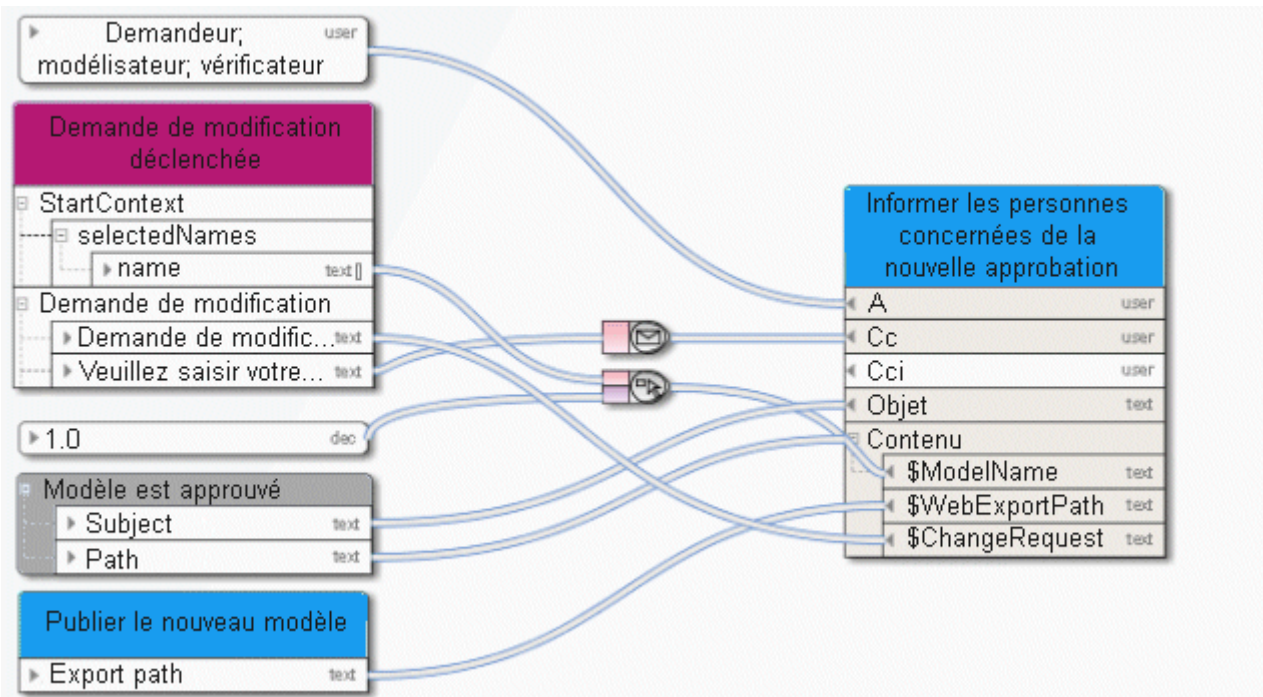 Demandeur; user
modélisateur; vérificateur
Demande de modification
déclenchée
StartContext
selectedNames
name text[]
Demande de modification
Demande de modific... text
Veuillez saisir votre... text
1.0 dec
Modèle est approuvé
Subject text
Path text
Publier le nouveau modèle
Export path text
Informer les personnes
concernées de la
nouvelle approbation
A user
Cc user
Cci user
Objet text
Contenu
$ModelName text
$WebExportPath text
$ChangeRequest text